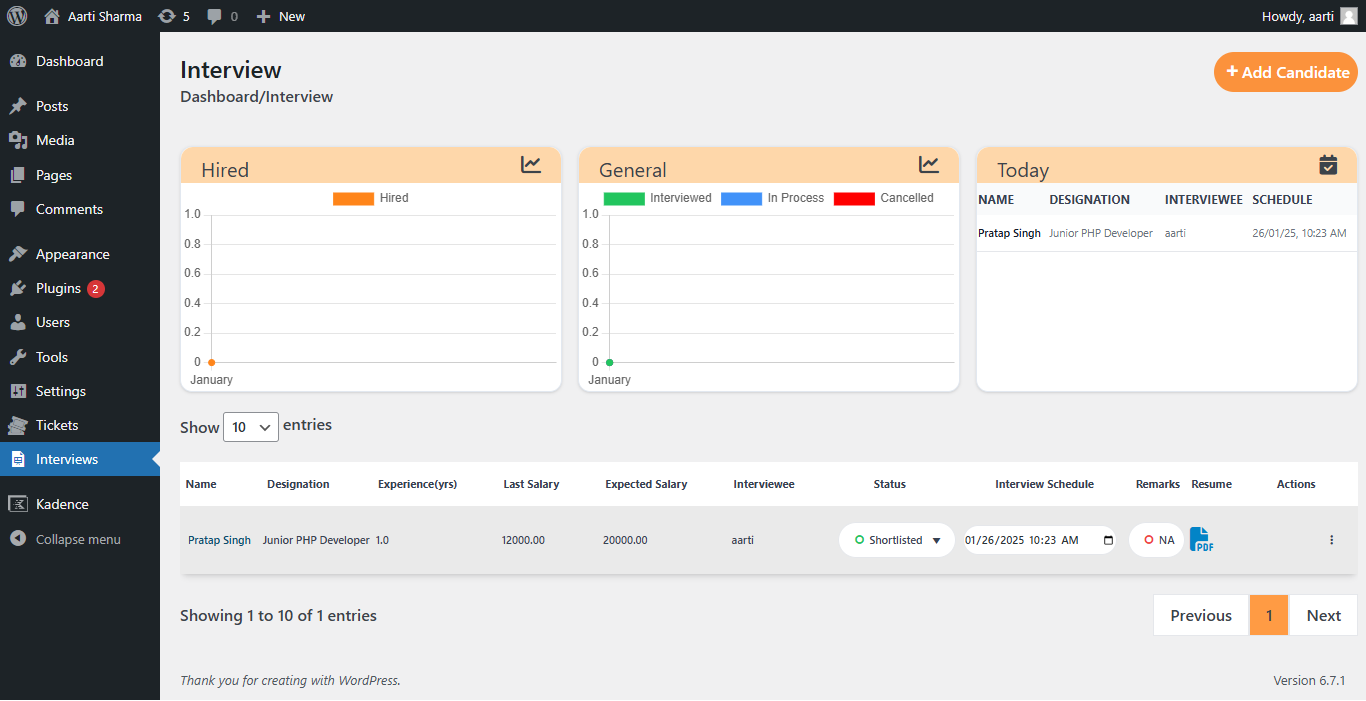 Aarti Sharma 5 0 + New Howdy, aarti
Dashboard
Posts
Media
Pages
Comments
Appearance
Plugins 2
Users
Tools
Settings
Tickets
Interviews
Kadence
Collapse menu
Interview
Dashboard/Interview
+ Add Candidate
Hired
Hired
1.0
0.8
0.6
0.4
0.2
0
January
General
Interviewed In Process Cancelled
1.0
0.8
0.6
0.4
0.2
0
January
Today
NAME DESIGNATION INTERVIEWEE SCHEDULE
Pratap Singh Junior PHP Developer aarti 26/01/25, 10:23 AM
Show 10 entries
Name Designation Experience(yrs) Last Salary Expected Salary Interviewee Status Interview Schedule Remarks Resume Actions
Pratap Singh Junior PHP Developer 1.0 12000.00 20000.00 aarti Shortlisted 01/26/2025 10:23 AM NA PDF
Showing 1 to 10 of 1 entries
Previous 1 Next
Thank you for creating with WordPress. Version 6.7.1